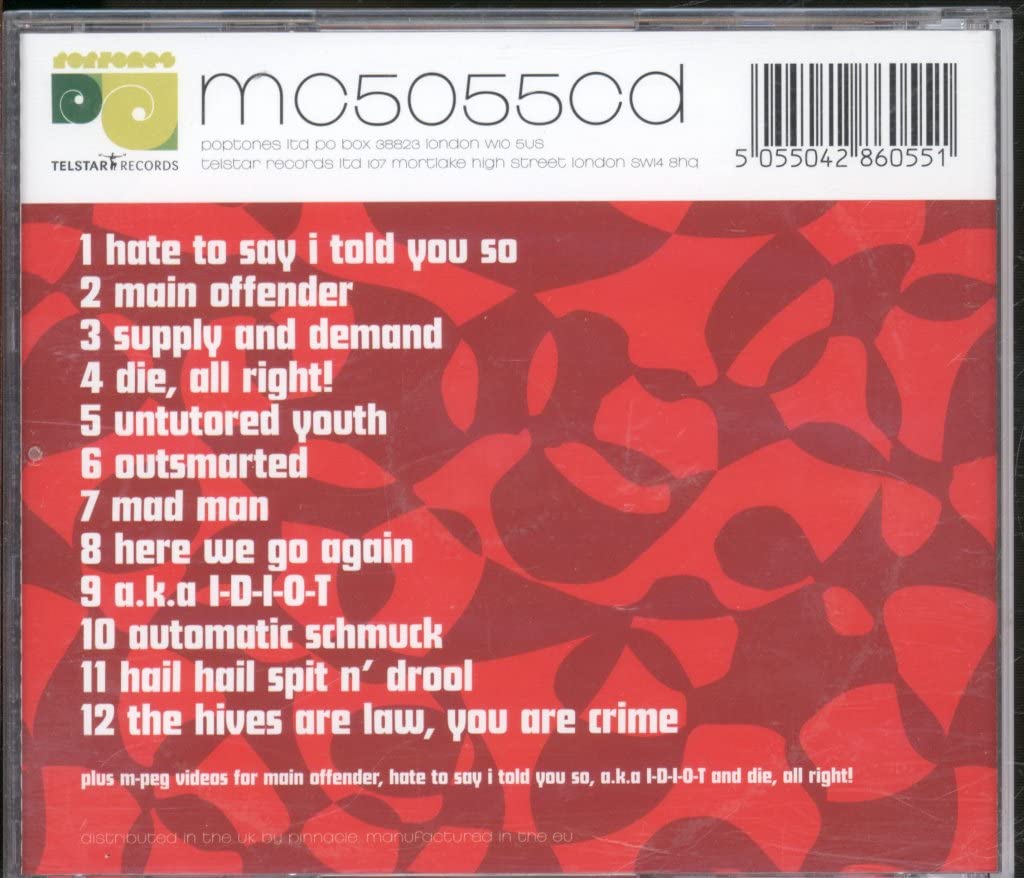 poptones
mc5055cd
poptones ltd po box 38823 london w10 5us
telstar records ltd 107 mortlake high street london sw14 8hq
TELSTAR RECORDS
5 055042 860551
1 hate to say i told you so
2 main offender
3 supply and demand
4 die, all right!
5 untutored youth
6 outsmarted
7 mad man
8 here we go again
9 a.k.a I-D-I-O-T
10 automatic schmuck
11 hail hail spit n' drool
12 the hives are law, you are crime
plus m-peg videos for main offender, hate to say i told you so, a.k.a I-D-I-O-T and die, all right!
distributed in the uk by pinnacle. manufactured in the eu